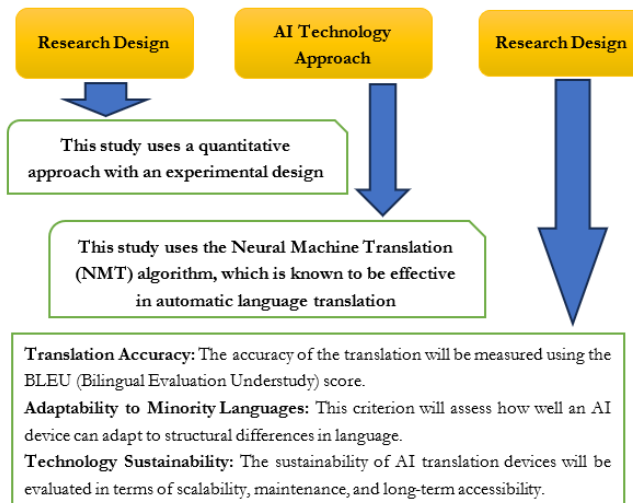 Research Design
AI Technology
Approach
Research Design
This study uses a quantitative
approach with an experimental design
This study uses the Neural Machine Translation
(NMT) algorithm, which is known to be effective
in automatic language translation
Translation Accuracy: The accuracy of the translation will be measured using the
BLEU (Bilingual Evaluation Understudy) score.
Adaptability to Minority Languages: This criterion will assess how well an AI
device can adapt to structural differences in language.
Technology Sustainability: The sustainability of AI translation devices will be
evaluated in terms of scalability, maintenance, and long-term accessibility.